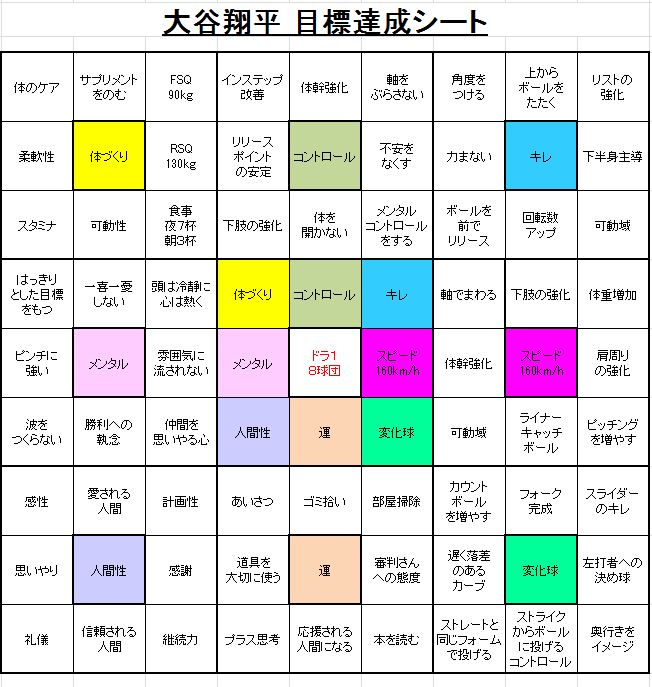 大谷翔平 目標達成シート
体のケア サプリメントをのむ FSQ 90kg インステップ改善 体幹強化 軸をぶらさない 角度をつける 上からボールをたたく リストの強化
柔軟性 体づくり RSQ 130kg リリースポイントの安定 コントロール 不安をなくす 力まない キレ 下半身主導
スタミナ 可動性 食事 夜7杯 朝3杯 下肢の強化 体を開かない メンタルコントロールをする ボールを前でリリース 回転数アップ 可動域
はっきりとした目標をもつ 一喜一憂しない 頭は冷静に心は熱く 体づくり コントロール キレ 軸でまわる 下肢の強化 体重増加
ピンチに強い メンタル 雰囲気に流されない メンタル ドラ1 8球団 スピード 160km/h 体幹強化 スピード 160km/h 肩周りの強化
波をつくらない 勝利への執念 仲間を思いやる心 人間性 運 変化球 可動域 ライナーキャッチボール ピッチングを増やす
感性 愛される人間 計画性 あいさつ ゴミ拾い 部屋掃除 カウントボールを増やす フォーク完成 スライダーのキレ
思いやり 人間性 感謝 道具を大切に使う 運 審判さんへの態度 遅く落差のあるカーブ 変化球 左打者への決め球
礼儀 信頼される人間 継続力 プラス思考 応援される人間になる 本を読む ストレートと同じフォームで投げる ストライクからボールに投げるコントロール 奥行きをイメージ